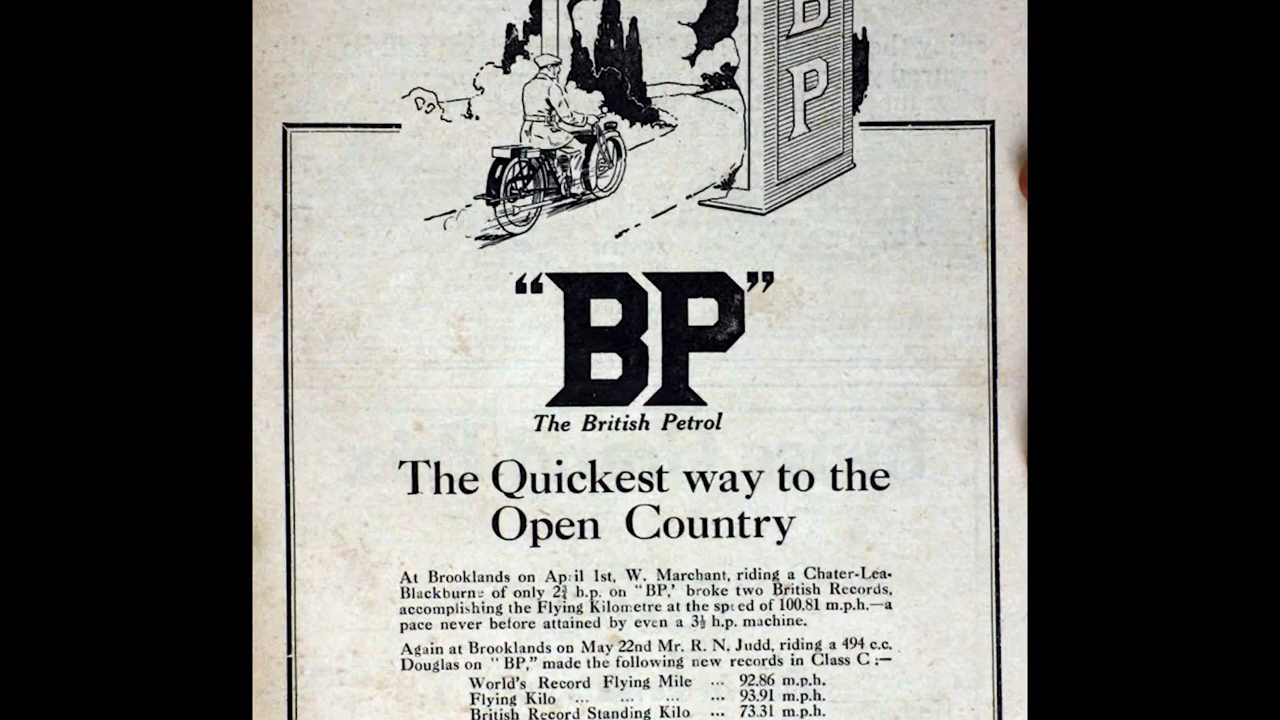 BP
"BP"
The British Petrol
The Quickest way to the
Open Country
At Brooklands on April 1st, W. Marchant, riding a Chater-Lea-
Blackburne of only 2¾ h.p. on "BP,' broke two British Records,
accomplishing the Flying Kilometre at the speed of 100.81 m.p.h.—a
pace never before attained by even a 3½ h.p. machine.
Again at Brooklands on May 22nd Mr. R. N. Judd, riding a 494 c.c.
Douglas on "BP," made the following new records in Class C :—
World's Record Flying Mile ... 92.86 m.p.h.
Flying Kilo ... ... ... ... 93.91 m.p.h.
British Record Standing Kilo ... 73.31 m.p.h.